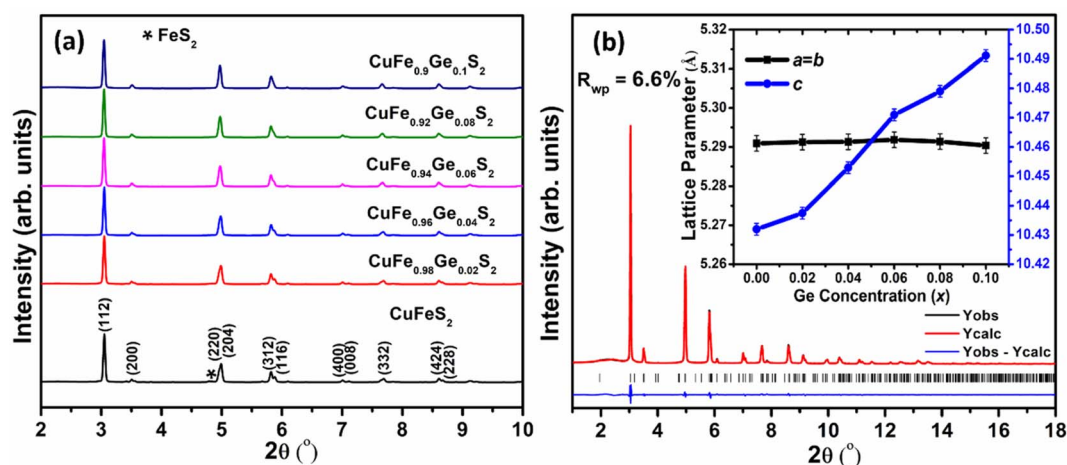 (a)
* FeS2
CuFe0.9Ge0.1S2
CuFe0.92Ge0.08S2
CuFe0.94Ge0.06S2
CuFe0.96Ge0.04S2
CuFe0.98Ge0.02S2
CuFeS2
(112)
(200)
*
(220)
(204)
(312)
(116)
(400)
(008)
(332)
(424)
(228)
Intensity (arb. units)
2 3 4 5 6 7 8 9 10
2θ (°)
(b)
Rwp = 6.6%
a=b
c
Lattice Parameter (Å)
5.32
5.31
5.30
5.29
5.28
5.27
5.26
10.50
10.49
10.48
10.47
10.46
10.45
10.44
10.43
10.42
0.00 0.02 0.04 0.06 0.08 0.10
Ge Concentration (x)
Yobs
Ycalc
Yobs - Ycalc
Intensity (arb. units)
2 4 6 8 10 12 14 16 18
2θ (°)